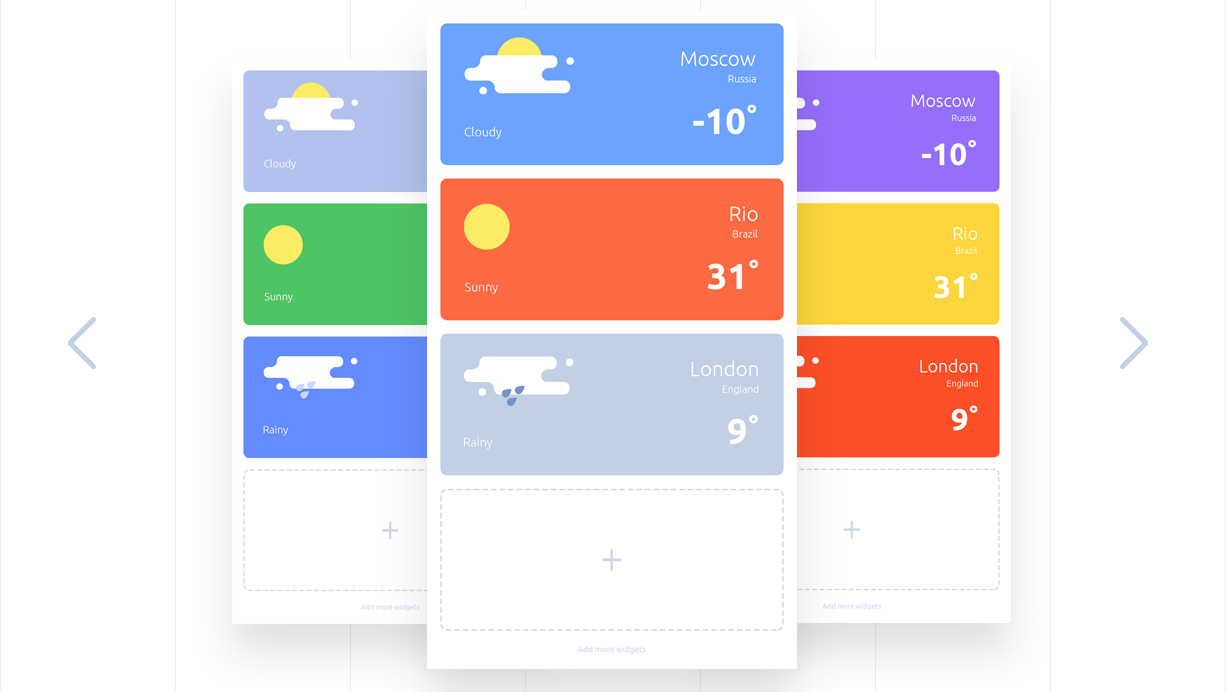 Cloudy
Sunny
Rainy
Add more widgets
Moscow
Russia
-10°
Cloudy
Rio
Brazil
31°
Sunny
London
England
9°
Rainy
Add more widgets
Moscow
Russia
-10°
Rio
Brazil
31°
London
England
9°
Add more widgets